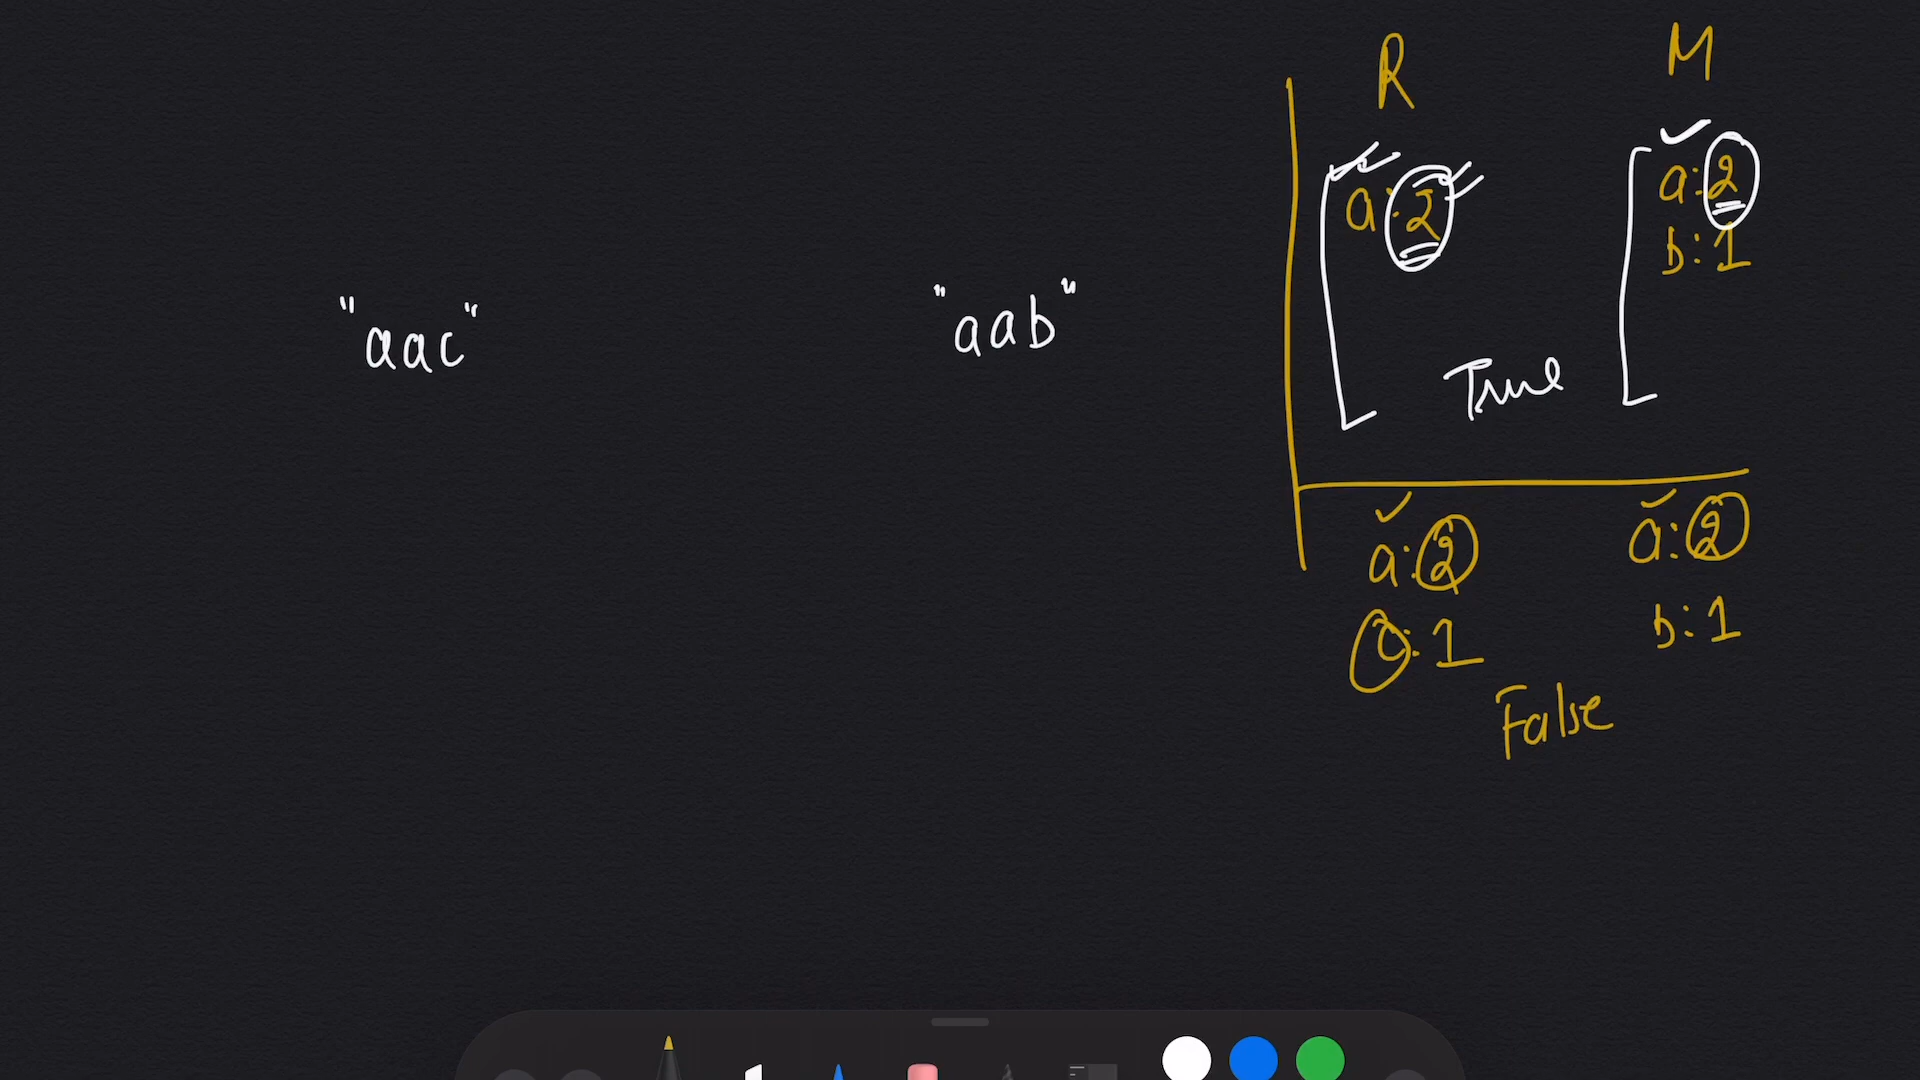 R M
a:2 a:2
b:1
"aac" "aab"
True
a:2 a:2
c:1 b:1
False